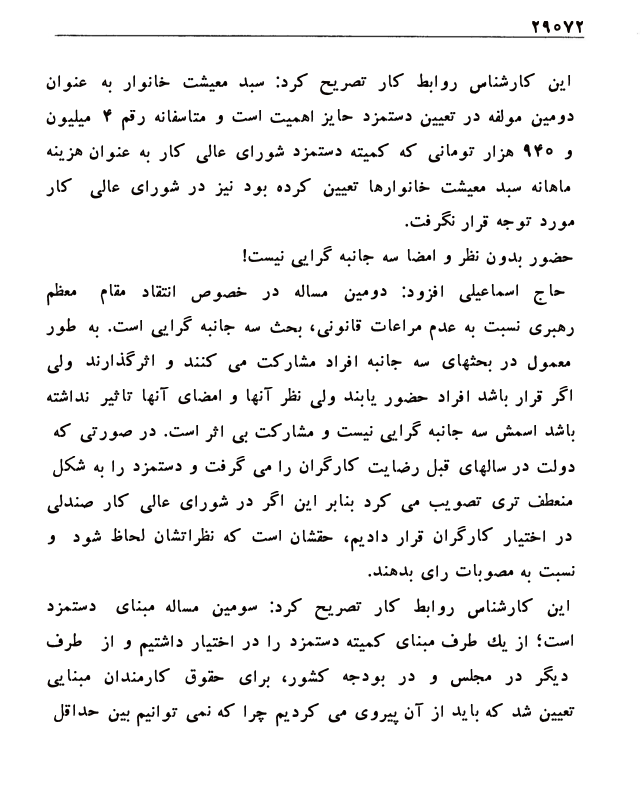 ۲۹۰۷۲
این کارشناس روابط کار تصریح کرد: سبد معیشت خانوار به عنوان
دومین مولفه در تعیین دستمزد حایز اهمیت است و متاسفانه رقم ۴ میلیون
و ۹۴۰ هزار تومانی که کمیته دستمزد شورای عالی کار به عنوان هزینه
ماهانه سبد معیشت خانوارها تعیین کرده بود نیز در شورای عالی کار
مورد توجه قرار نگرفت.
حضور بدون نظر و امضا سه جانبه گرایی نیست!
حاج اسماعیلی افزود: دومین مساله در خصوص انتقاد مقام معظم
رهبری نسبت به عدم مراعات قانونی، بحث سه جانبه گرایی است. به طور
معمول در بحثهای سه جانبه افراد مشارکت می کنند و اثرگذارند ولی
اگر قرار باشد افراد حضور یابند ولی نظر آنها و امضای آنها تاثیر نداشته
باشد اسمش سه جانبه گرایی نیست و مشارکت بی اثر است. در صورتی که
دولت در سالهای قبل رضایت کارگران را می گرفت و دستمزد را به شکل
منعطف تری تصویب می کرد بنابر این اگر در شورای عالی کار صندلی
در اختیار کارگران قرار دادیم، حقشان است که نظراتشان لحاظ شود و
نسبت به مصوبات رای بدهند.
این کارشناس روابط کار تصریح کرد: سومین مساله مبنای دستمزد
است؛ از یك طرف مبنای کمیته دستمزد را در اختیار داشتیم و از طرف
دیگر در مجلس و در بودجه کشور، برای حقوق کارمندان مبنایی
تعیین شد که باید از آن پیروی می کردیم چرا که نمی توانیم بین حداقل